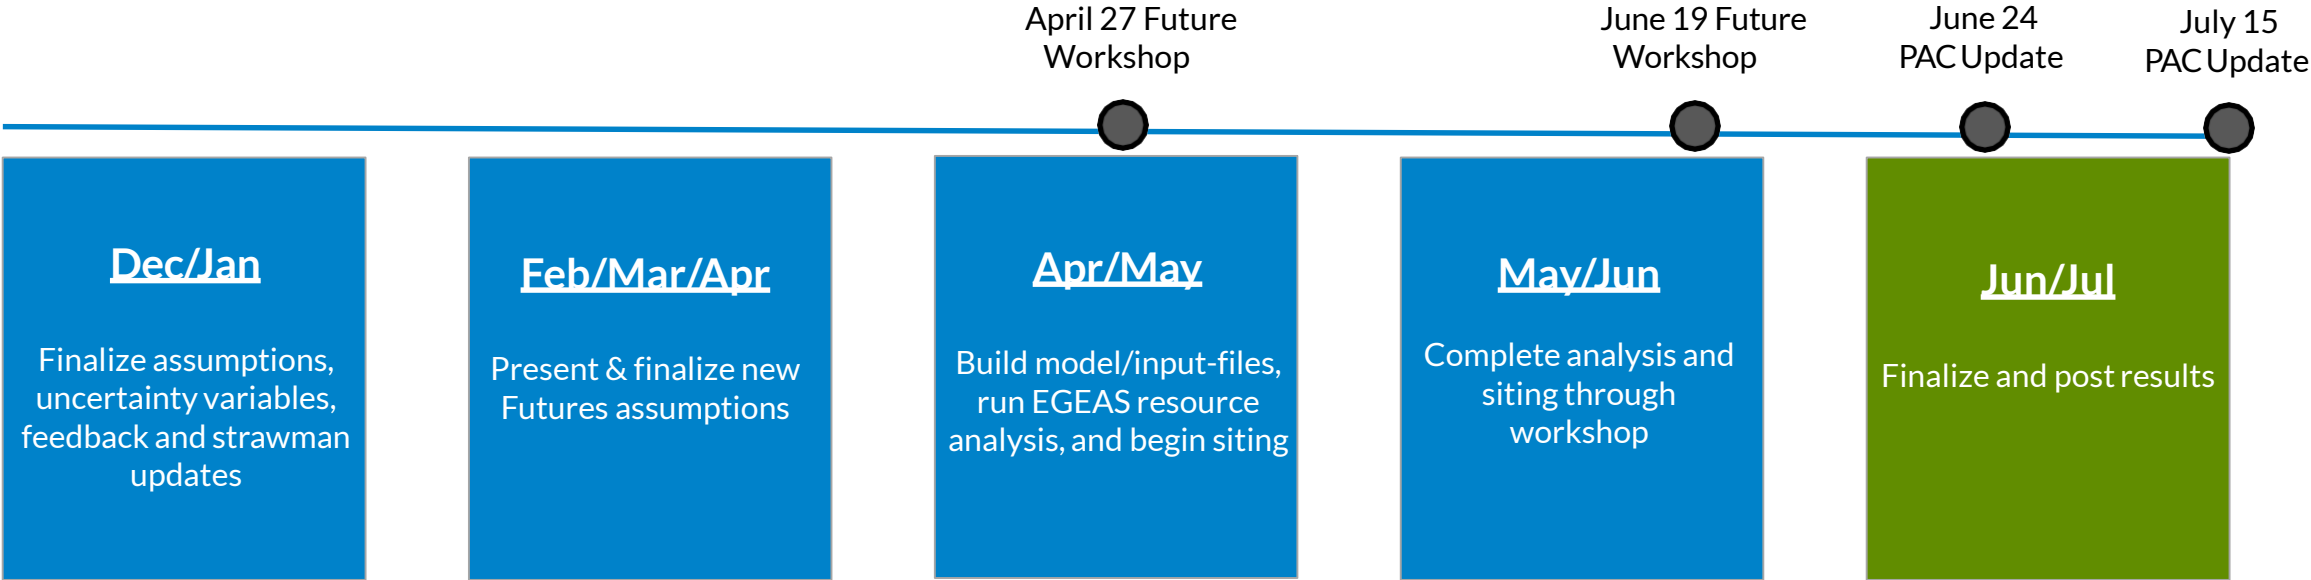 April 27 Future
Workshop
June 19 Future
Workshop
June 24
PAC Update
July 15
PAC Update
Dec/Jan
Finalize assumptions,
uncertainty variables,
feedback and strawman
updates
Feb/Mar/Apr
Present & finalize new
Futures assumptions
Apr/May
Build model/input-files,
run EGEAS resource
analysis, and begin siting
May/Jun
Complete analysis and
siting through
workshop
Jun/Jul
Finalize and post results